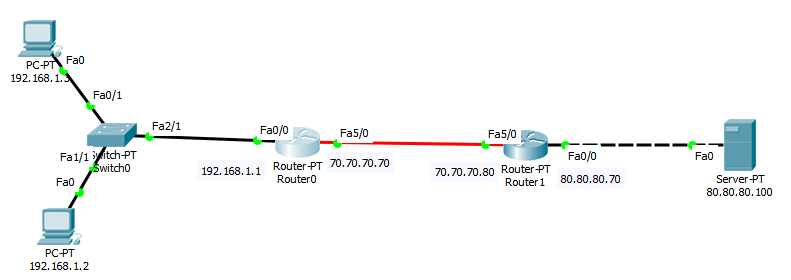 Fa0
PC-PT
192.168.1.3
Fa0/1
Fa2/1
Fa1/1
Switch-PT
Switch0
Fa0
PC-PT
192.168.1.2
Fa0/0
192.168.1.1
Router-PT
Router0
Fa5/0
70.70.70.70
Fa5/0
70.70.70.80
Router-PT
Router1
Fa0/0
80.80.80.70
Fa0
Server-PT
80.80.80.100